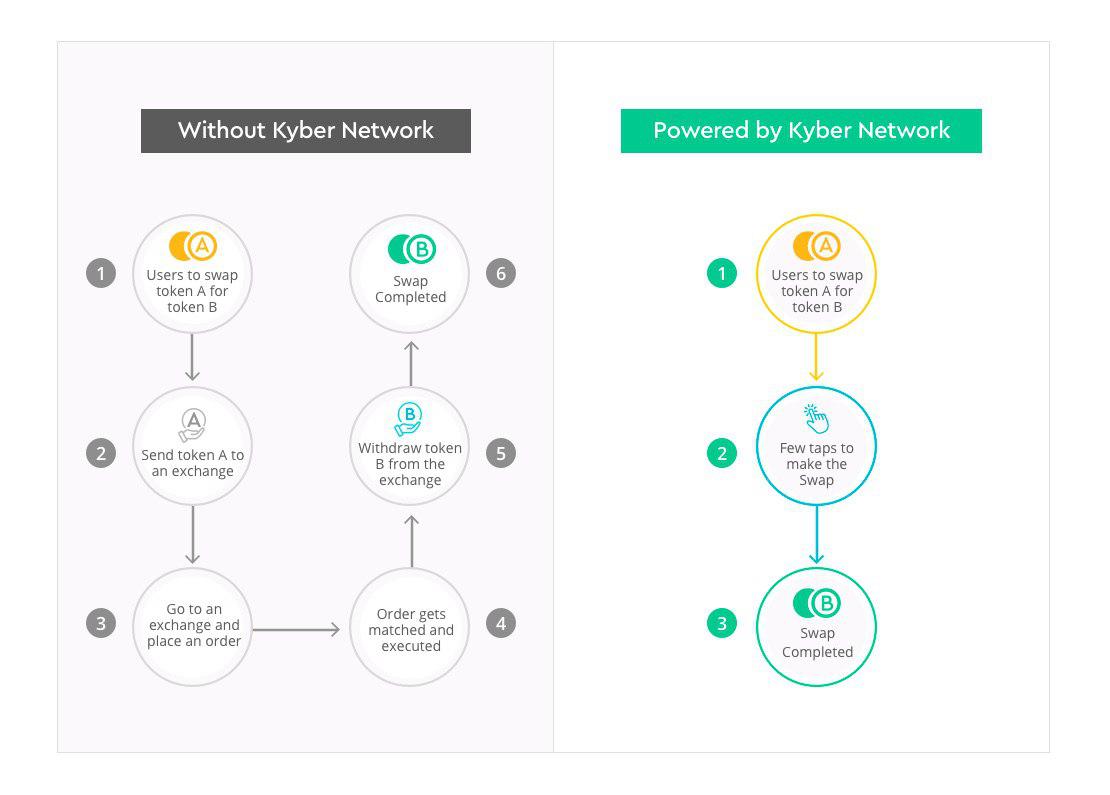 Without Kyber Network
1
A
Users to swap
token A for
token B
2
A
Send token A to
an exchange
3
Go to an
exchange and
place an order
4
Order gets
matched and
executed
5
B
Withdraw token
B from the
exchange
6
B
Swap
Completed
Powered by Kyber Network
1
A
Users to swap
token A for
token B
2
Few taps to
make the
Swap
3
B
Swap
Completed